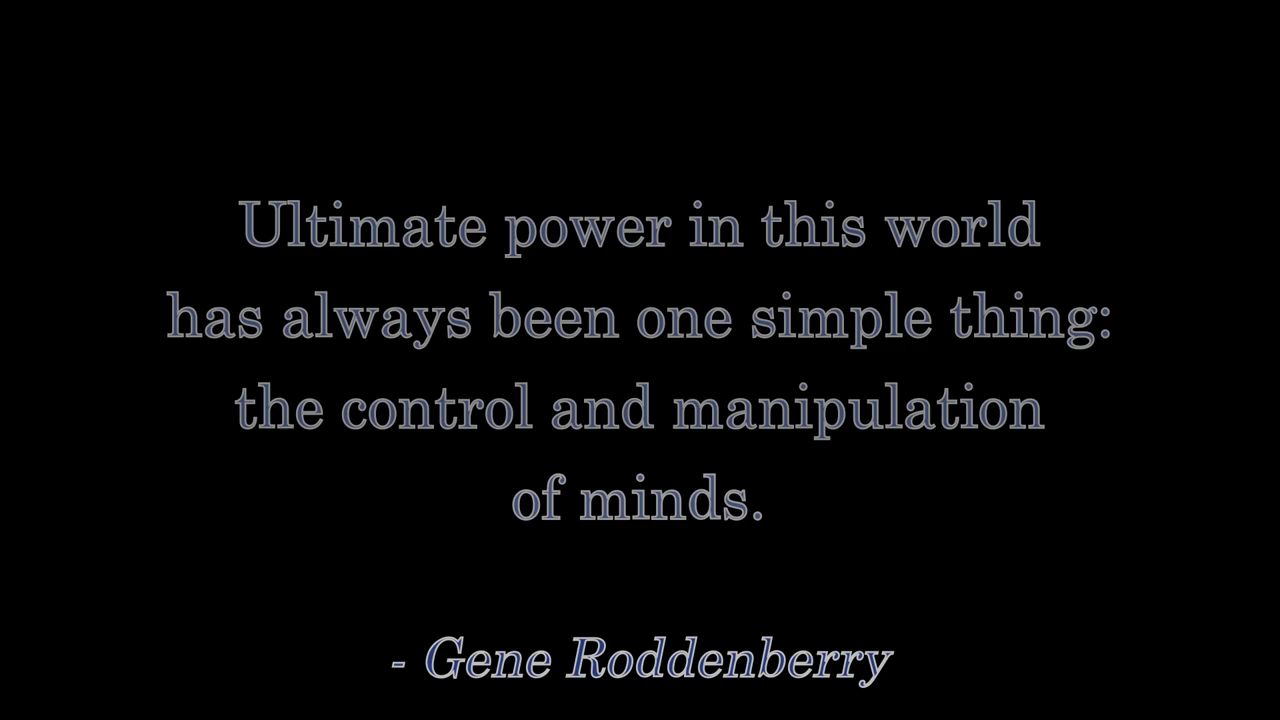 Ultimate power in this world
has always been one simple thing:
the control and manipulation
of minds.
- Gene Roddenberry